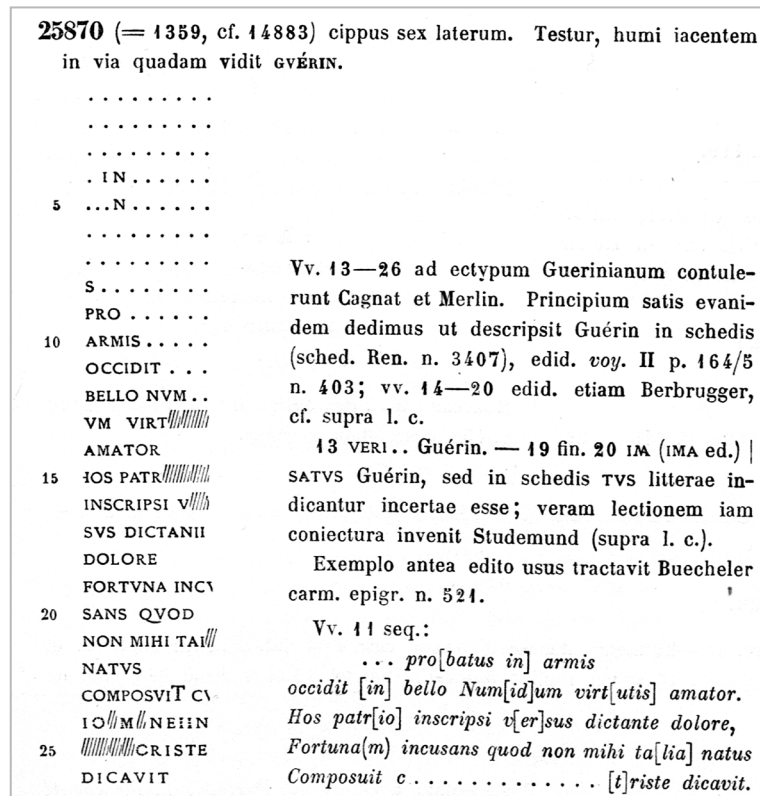 25870 (= 1359, cf. 14883) cippus sex laterum. Testur, humi iacentem
in via quadam vidit GVÉRIN.
. . . . . . . . .
. . . . . . . . .
. . . . . . . . .
. IN . . . . . .
5 ...N . . . . . .
. . . . . . . . .
. . . . . . . . .
S . . . . . . . .
PRO . . . . . .
10 ARMIS . . . . .
OCCIDIT . . .
BELLO NVM . .
VM VIRT
AMATOR
15 HOS PATR
INSCRIPSI V
SVS DICTANII
DOLORE
FORTVNA INCV
20 SANS QVOD
NON MIHI TAI
NATVS
COMPOSVIT CV
IO M NEIIN
25 CRISTE
DICAVIT
Vv. 13—26 ad ectypum Guerinianum contule-
runt Cagnat et Merlin. Principium satis evani-
dem dedimus ut descripsit Guérin in schedis
(sched. Ren. n. 3407), edid. voy. II p. 164/5
n. 403; vv. 14—20 edid. etiam Berbrugger,
cf. supra l. c.
13 VERI.. Guérin. — 19 fin. 20 IMA (IMA ed.) |
SATVS Guérin, sed in schedis TVS litterae in-
dicantur incertae esse; veram lectionem iam
coniectura invenit Studemund (supra l. c.).
Exemplo antea edito usus tractavit Buecheler
carm. epigr. n. 521.
Vv. 11 seq.:
... pro[batus in] armis
occidit [in] bello Num[id]um virt[utis] amator.
Hos patr[io] inscripsi v[er]sus dictante dolore,
Fortuna(m) incusans quod non mihi ta[lia] natus
Composuit c . . . . . . . . . . . . . . [t]riste dicavit.